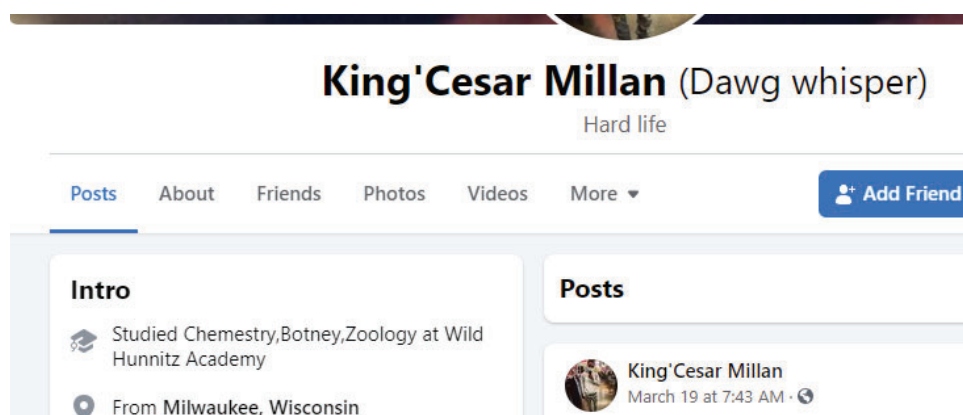 King'Cesar Millan (Dawg whisper)
Hard life
Posts About Friends Photos Videos More Add Friend
Intro
Studied Chemestry,Botney,Zoology at Wild
Hunnitz Academy
From Milwaukee, Wisconsin
Posts
King'Cesar Millan
March 19 at 7:43 AM ·